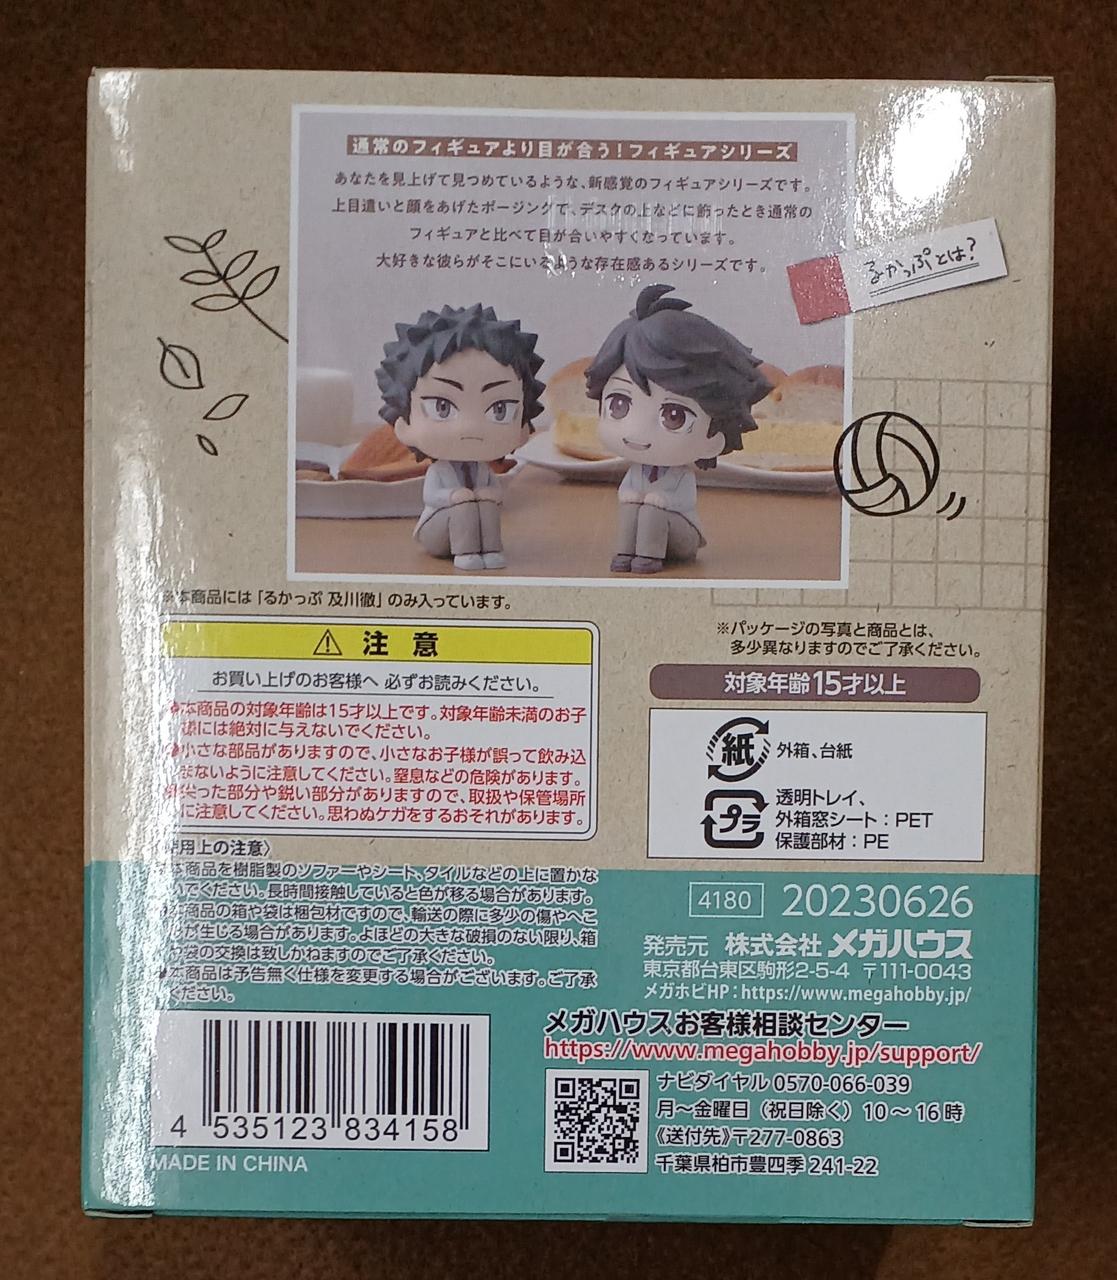 通常のフィギュアより目が合う!フィギュアシリーズ
あなたを見上げて見つめているような、新感覚のフィギュアシリーズです。
上目遣いと顔をあげたポージングで、デスクの上などに飾ったとき通常の
フィギュアと比べて目が合いやすくなっています。
大好きな彼らがそこにいるような存在感あるシリーズです。
るかっぷとは?
※本商品には「るかっぷ 及川徹」のみ入っています。
※パッケージの写真と商品とは、
多少異なりますのでご了承ください。
⚠ 注意
お買い上げのお客様へ 必ずお読みください。
●本商品の対象年齢は15才以上です。対象年齢未満のお子
様には絶対に与えないでください。
●小さな部品がありますので、小さなお子様が誤って飲み込
まないように注意してください。窒息などの危険があります。
●尖った部分や鋭い部分がありますので、取扱や保管場所
に注意してください。思わぬケガをするおそれがあります。
対象年齢15才以上
紙 外箱、台紙
プラ 透明トレイ、
外箱窓シート:PET
保護部材:PE
〈使用上の注意〉
●本商品を樹脂製のソファーやシート、タイルなどの上に置かな
いでください。長時間接触していると色が移る場合があります。
●本商品の箱や袋は梱包材ですので、輸送の際に多少の傷やへこ
みが生じる場合があります。よほどの大きな破損のない限り、箱
や袋の交換は致しかねますのでご了承ください。
●本商品は予告無く仕様を変更する場合がございます。ご了承
ください。
4180 20230626
発売元 株式会社メガハウス
東京都台東区駒形2-5-4 〒111-0043
メガホビHP:https://www.megahobby.jp/
メガハウスお客様相談センター
https://www.megahobby.jp/support/
ナビダイヤル 0570-066-039
月〜金曜日(祝日除く)10〜16時
《送付先》〒277-0863
千葉県柏市豊四季241-22
4 535123 834158
MADE IN CHINA